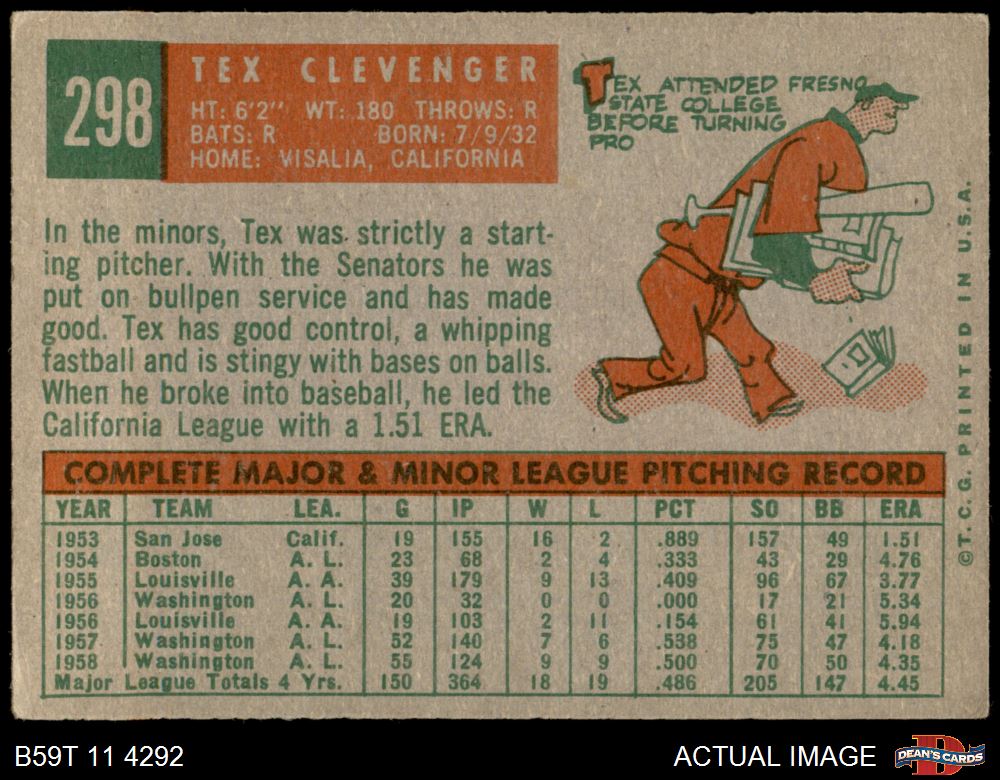 298
TEX CLEVENGER
HT: 6'2" WT: 180 THROWS: R
BATS: R BORN: 7/9/32
HOME: VISALIA, CALIFORNIA
TEX ATTENDED FRESNO
STATE COLLEGE
BEFORE TURNING
PRO
In the minors, Tex was strictly a start-
ing pitcher. With the Senators he was
put on bullpen service and has made
good. Tex has good control, a whipping
fastball and is stingy with bases on balls.
When he broke into baseball, he led the
California League with a 1.51 ERA.
COMPLETE MAJOR & MINOR LEAGUE PITCHING RECORD
YEAR TEAM LEA. G IP W L PCT SO BB ERA
1953 San Jose Calif. 19 155 16 2 .889 157 49 1.51
1954 Boston A. L. 23 68 2 4 .333 43 29 4.76
1955 Louisville A. A. 39 179 9 13 .409 96 67 3.77
1956 Washington A. L. 20 32 0 0 .000 17 21 5.34
1956 Louisville A. A. 19 103 2 11 .154 61 41 5.94
1957 Washington A. L. 52 140 7 6 .538 75 47 4.18
1958 Washington A. L. 55 124 9 9 .500 70 50 4.35
Major League Totals 4 Yrs. 150 364 18 19 .486 205 147 4.45
©T. C. G. PRINTED IN U.S.A.
B59T 11 4292
ACTUAL IMAGE
DEAN'S CARDS